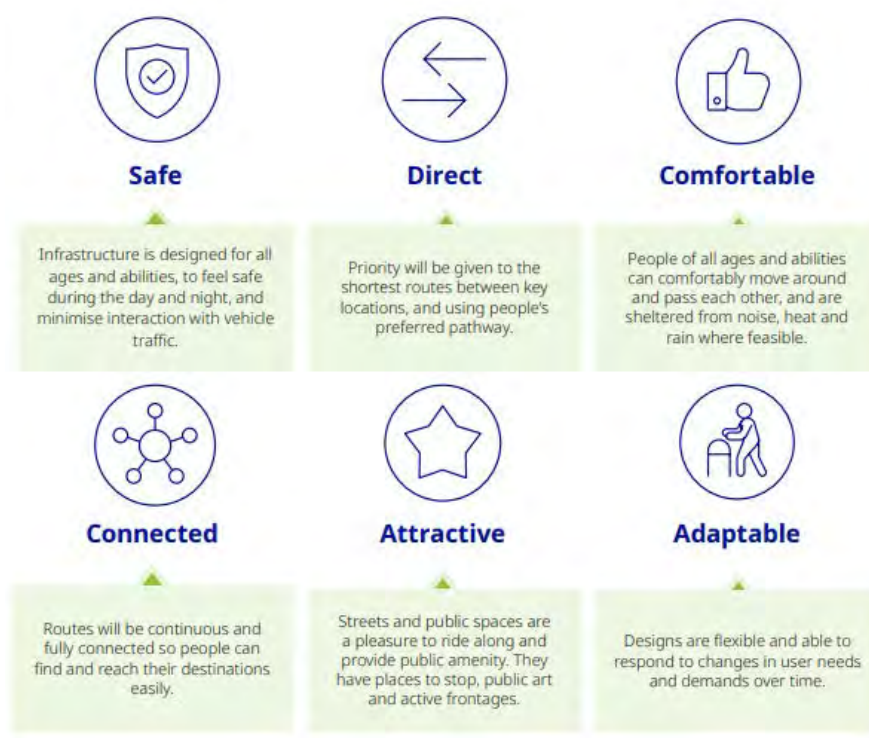 Safe
Infrastructure is designed for all
ages and abilities, to feel safe
during the day and night, and
minimise interaction with vehicle
traffic.
Direct
Priority will be given to the
shortest routes between key
locations, and using people's
preferred pathway.
Comfortable
People of all ages and abilities
can comfortably move around
and pass each other, and are
sheltered from noise, heat and
rain where feasible.
Connected
Routes will be continuous and
fully connected so people can
find and reach their destinations
easily.
Attractive
Streets and public spaces are
a pleasure to ride along and
provide public amenity. They
have places to stop, public art
and active frontages.
Adaptable
Designs are flexible and able to
respond to changes in user needs
and demands over time.